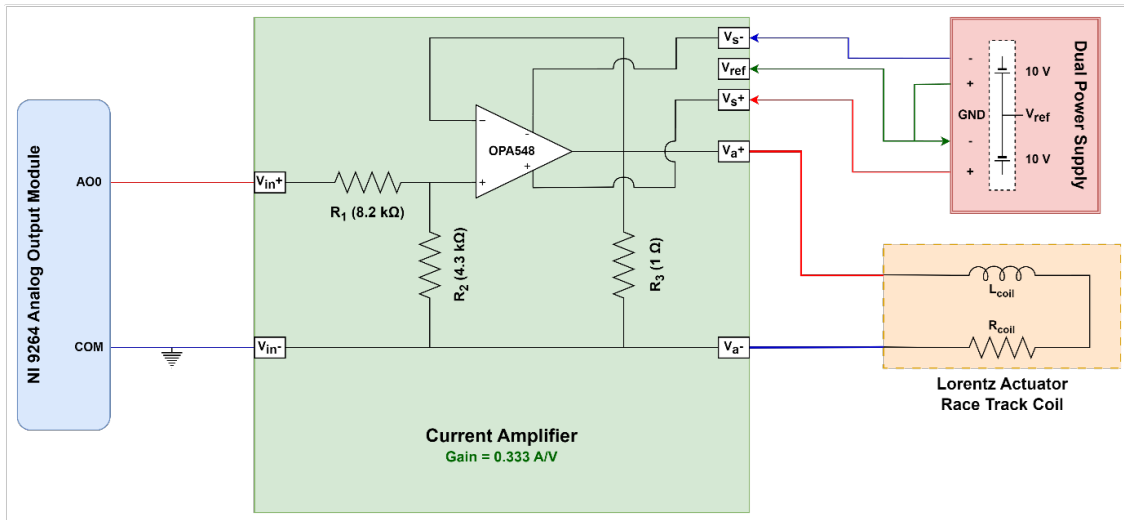 NI 9264 Analog Output Module
AO0
COM
Vin+
Vin-
R1 (8.2 kΩ)
R2 (4.3 kΩ)
R3 (1 Ω)
−
+
OPA548
-
+
Vs-
Vref
Vs+
Va+
Va-
Current Amplifier
Gain = 0.333 A/V
-
+
GND
-
+
10 V
Vref
10 V
Dual Power Supply
Lcoil
Rcoil
Lorentz Actuator
Race Track Coil